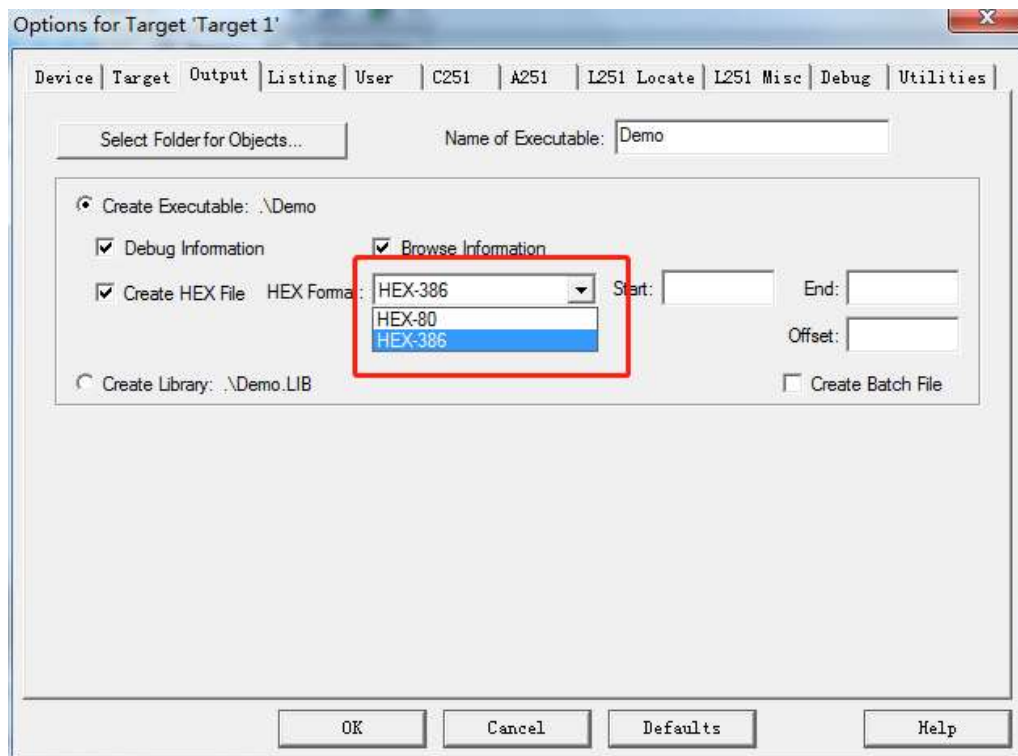 Options for Target 'Target 1'
X
Device Target Output Listing User C251 A251 L251 Locate L251 Misc Debug Utilities
Select Folder for Objects... Name of Executable: Demo
Create Executable: .\Demo
Debug Information Browse Information
Create HEX File HEX Format: HEX-386 Start: End:
HEX-80
HEX-386 Offset:
Create Library: .\Demo.LIB Create Batch File
OK Cancel Defaults Help